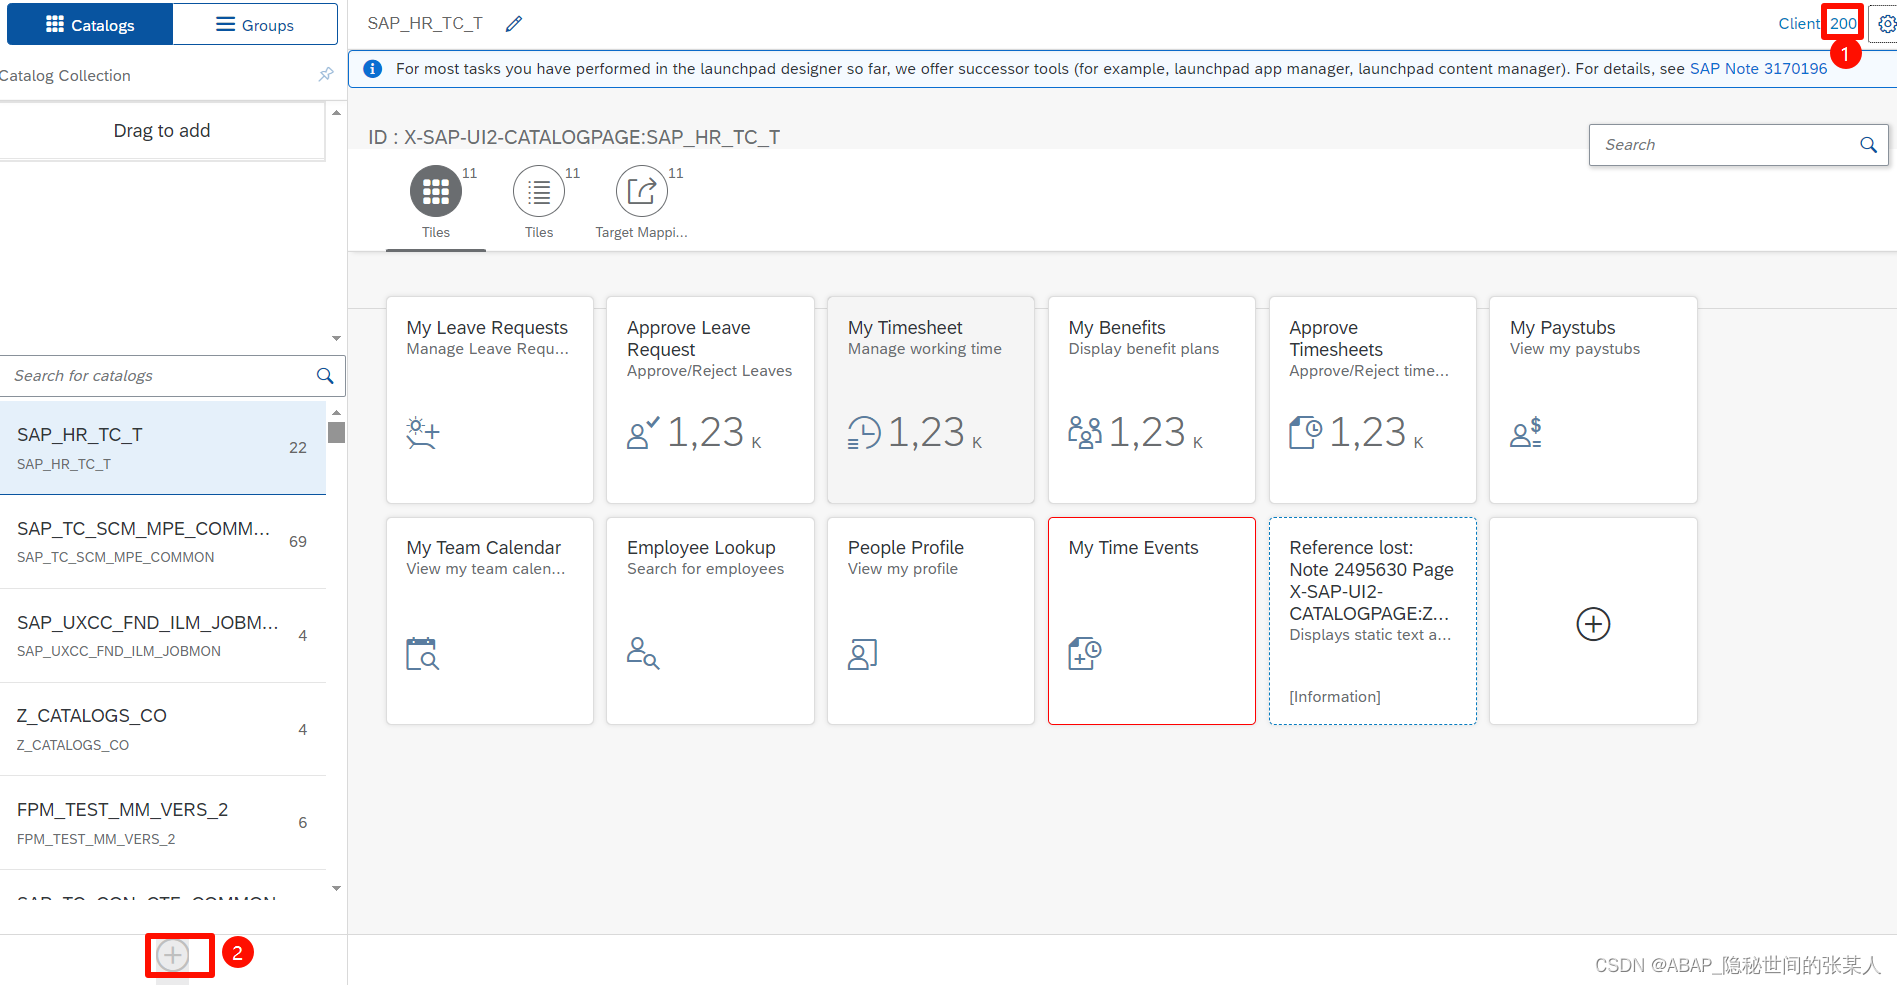 Catalogs
Groups
Catalog Collection
Drag to add
Search for catalogs
SAP_HR_TC_T
SAP_HR_TC_T
22
SAP_TC_SCM_MPE_COMM...
SAP_TC_SCM_MPE_COMMON
69
SAP_UXCC_FND_ILM_JOBM...
SAP_UXCC_FND_ILM_JOBMON
4
Z_CATALOGS_CO
Z_CATALOGS_CO
4
FPM_TEST_MM_VERS_2
FPM_TEST_MM_VERS_2
6
2
SAP_HR_TC_T
Client 200
1
For most tasks you have performed in the launchpad designer so far, we offer successor tools (for example, launchpad app manager, launchpad content manager). For details, see SAP Note 3170196
ID : X-SAP-UI2-CATALOGPAGE:SAP_HR_TC_T
Search
11
Tiles
11
Tiles
11
Target Mappi...
My Leave Requests
Manage Leave Requ...
Approve Leave
Request
Approve/Reject Leaves
1,23 K
My Timesheet
Manage working time
1,23 K
My Benefits
Display benefit plans
1,23 K
Approve
Timesheets
Approve/Reject time...
1,23 K
My Paystubs
View my paystubs
My Team Calendar
View my team calen...
Employee Lookup
Search for employees
People Profile
View my profile
My Time Events
Reference lost:
Note 2495630 Page
X-SAP-UI2-
CATALOGPAGE:Z...
Displays static text a...
[Information]
CSDN @ABAP_隐秘世间的张某人